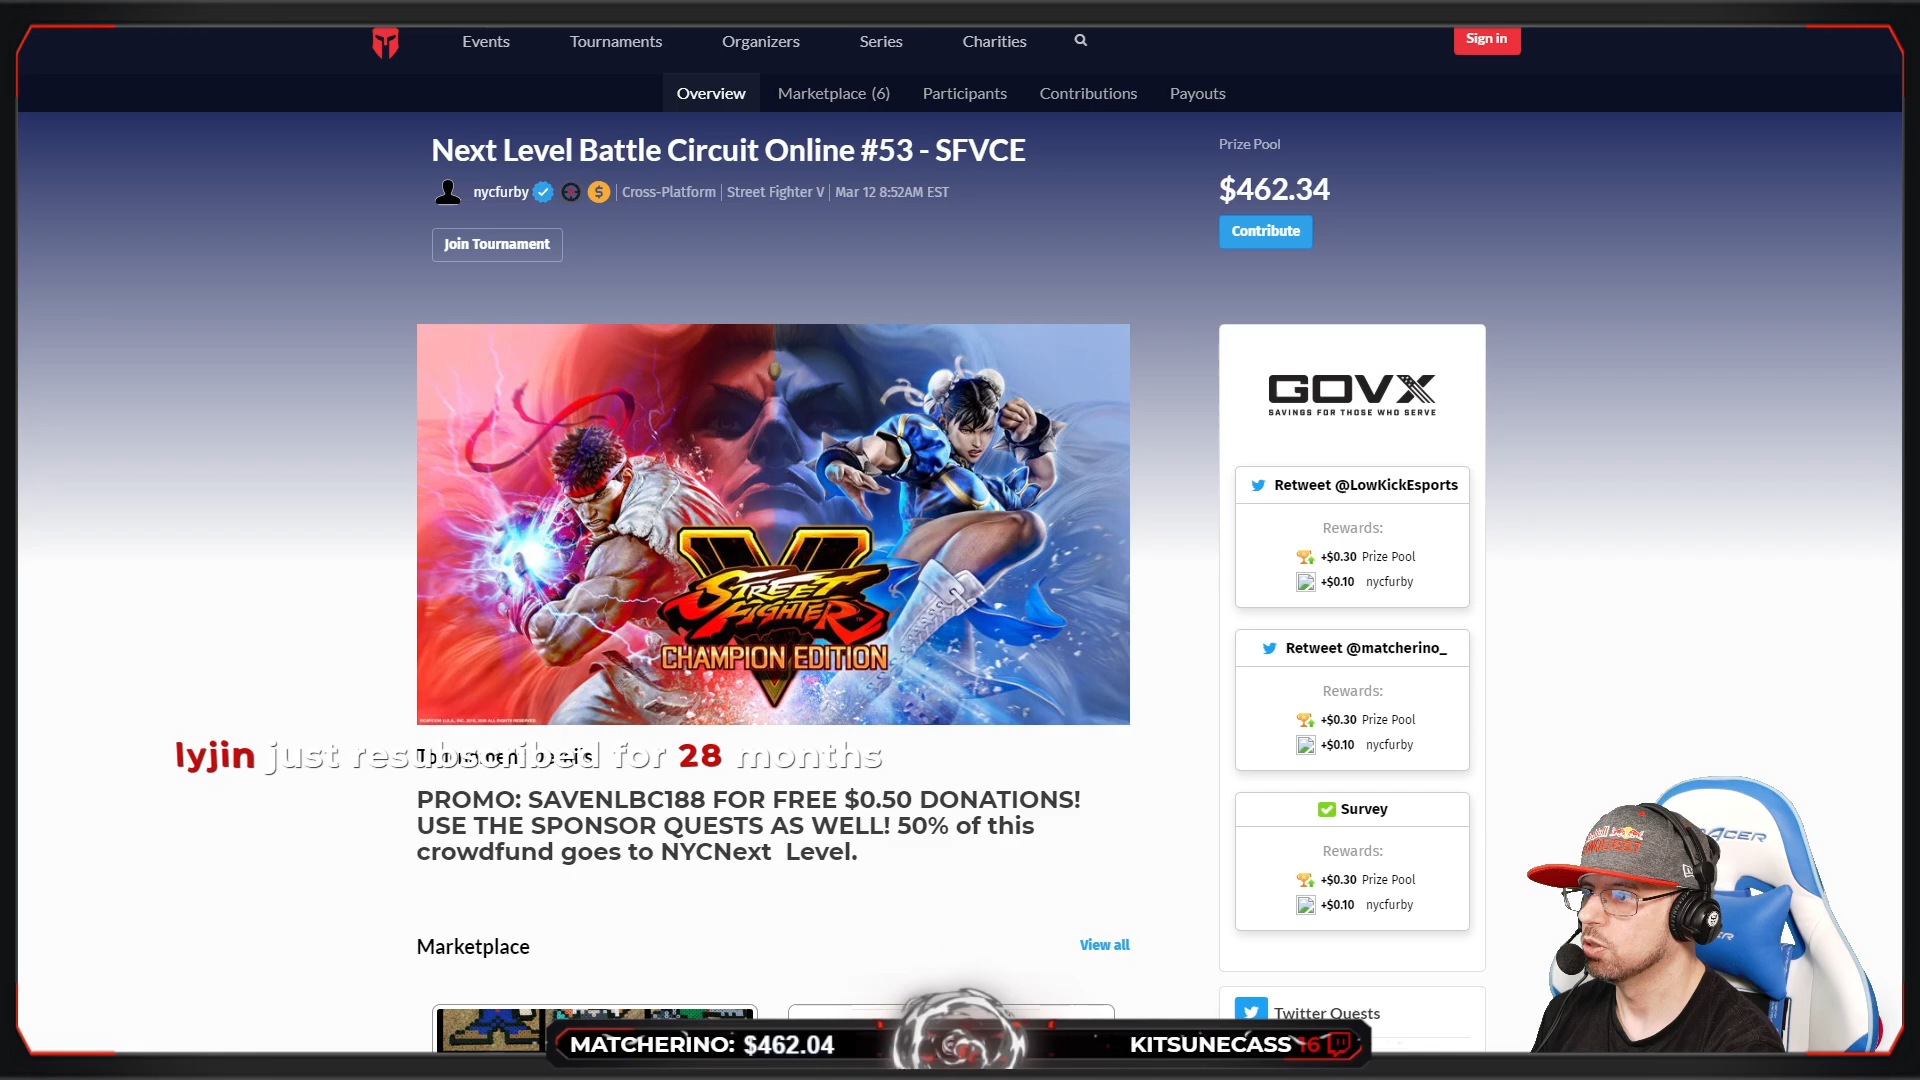 Events Tournaments Organizers Series Charities Sign in
Overview Marketplace (6) Participants Contributions Payouts
Next Level Battle Circuit Online #53 - SFVCE
nycfurby Cross-Platform Street Fighter V Mar 12 8:52AM EST
Join Tournament
Prize Pool
$462.34
Contribute
V
STREET
FIGHTER
CHAMPION EDITION
GOVX
SAVINGS FOR THOSE WHO SERVE
Retweet @LowKickEsports
Rewards:
+$0.30 Prize Pool
+$0.10 nycfurby
Retweet @matcherino_
Rewards:
+$0.30 Prize Pool
+$0.10 nycfurby
Survey
Rewards:
+$0.30 Prize Pool
+$0.10 nycfurby
Twitter Quests
lyjin just resubscribed for 28 months
PROMO: SAVENLBC188 FOR FREE $0.50 DONATIONS!
USE THE SPONSOR QUESTS AS WELL! 50% of this
crowdfund goes to NYCNext Level.
Marketplace View all
MATCHERINO: $462.04
KITSUNECASS 16